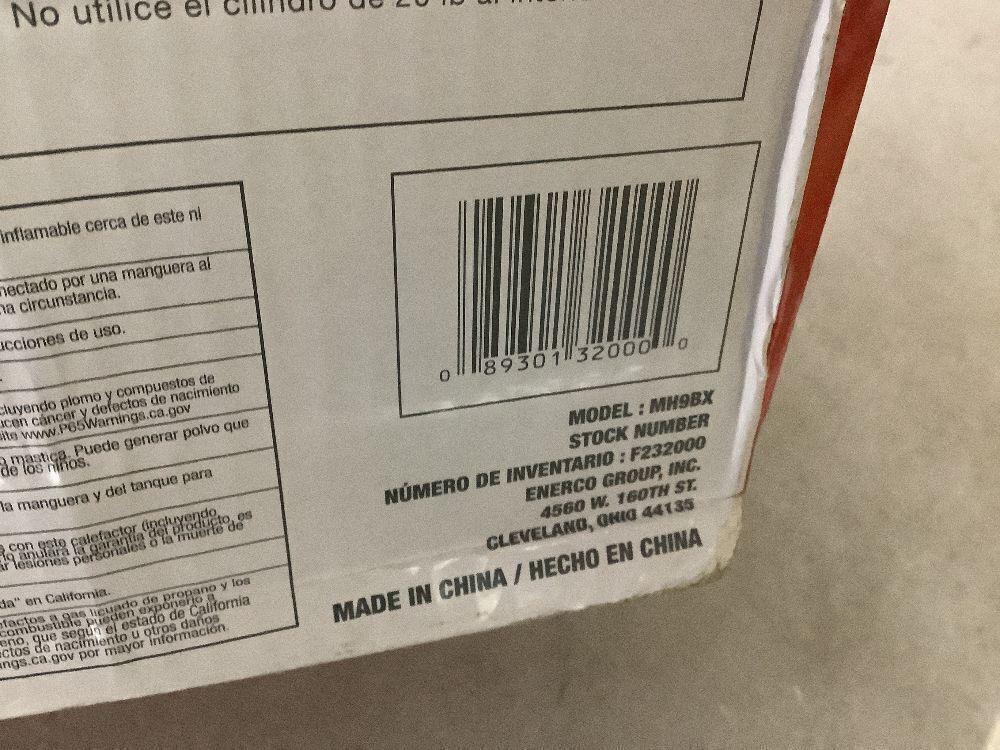 No utilice el cilindro de 20 lb
inflamable cerca de este ni
nectado por una manguera al
na circunstancia.
ucciones de uso.
cluyendo plomo y compuestos de
ucen cáncer y defectos de nacimiento
site www.P65Warnings.ca.gov
o mastica. Puede generar polvo que
de los niños.
la manguera y del tanque para
con este calefactor (incluyendo
lo anulará la garantía del producto, es
ar lesiones personales o la muerte de
da" en California.
efactos a gas licuado de propano y los
combustible pueden exponerlo a
eno, que según el estado de California
ctos de nacimiento u otros daños
ings.ca.gov por mayor información.
0 89301 32000 0
MODEL : MH9BX
STOCK NUMBER
NÚMERO DE INVENTARIO : F232000
ENERCO GROUP, INC.
4560 W. 160TH ST.
CLEVELAND, OHIO 44135
MADE IN CHINA / HECHO EN CHINA